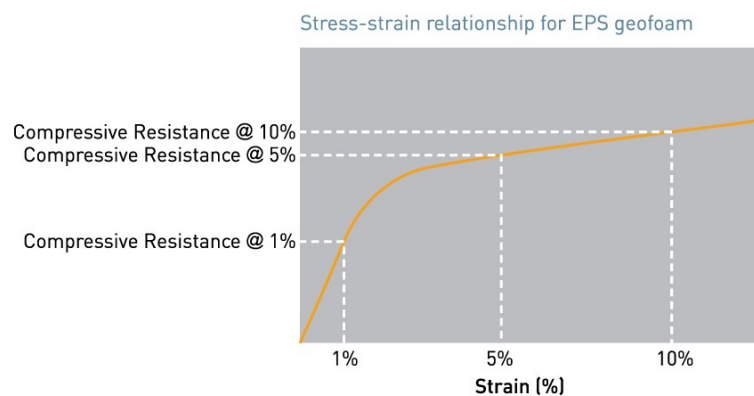 Stress-strain relationship for EPS geofoam
Compressive Resistance @ 10%
Compressive Resistance @ 5%
Compressive Resistance @ 1%
1% 5% 10%
Strain (%)